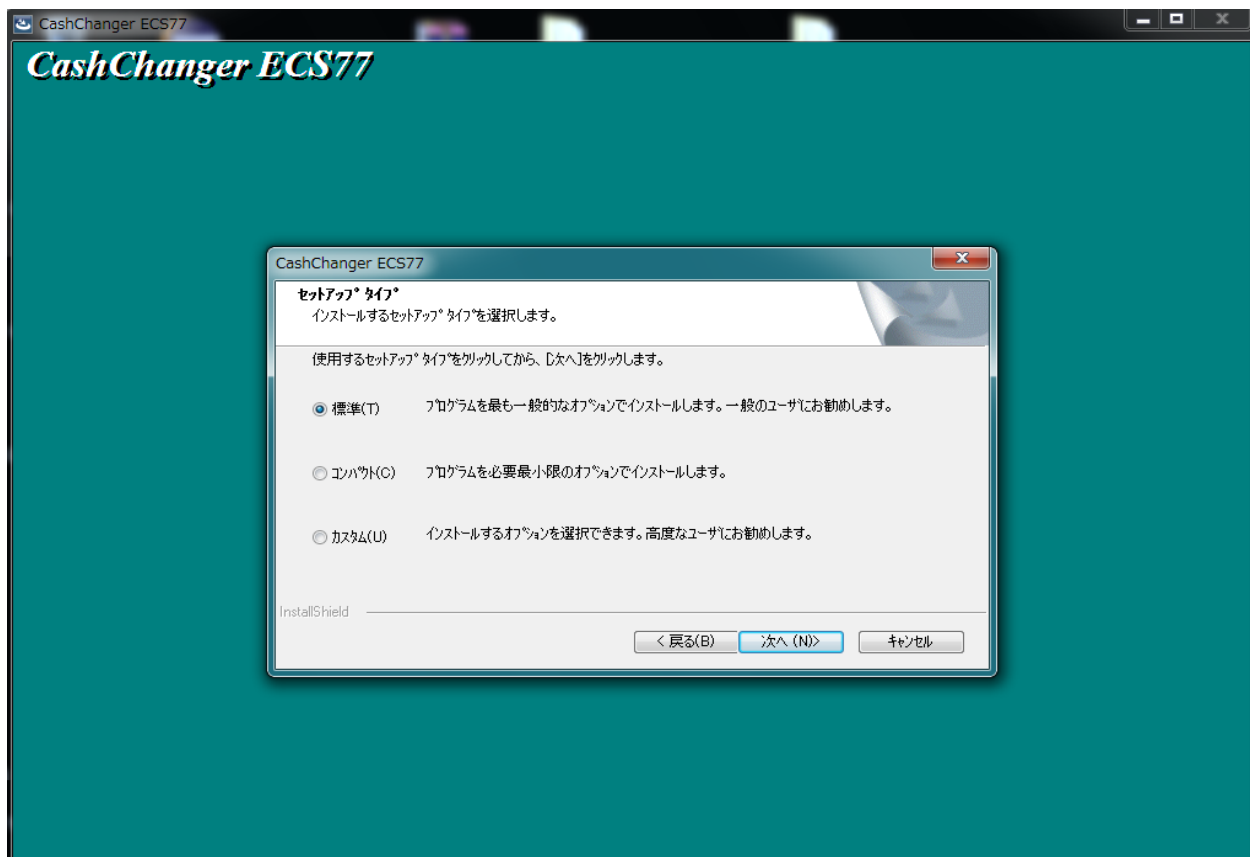 CashChanger ECS77
CashChanger ECS77
CashChanger ECS77
ｾｯﾄｱｯﾌﾟ ﾀｲﾌﾟ
ｲﾝｽﾄｰﾙするｾｯﾄｱｯﾌﾟ ﾀｲﾌﾟを選択します。
使用するｾｯﾄｱｯﾌﾟ ﾀｲﾌﾟをｸﾘｯｸしてから、[次へ]をｸﾘｯｸします。
標準(T) ﾌﾟﾛｸﾞﾗﾑを最も一般的なｵﾌﾟｼｮﾝでｲﾝｽﾄｰﾙします。一般のﾕｰｻﾞにお勧めします。
ｺﾝﾊﾟｸﾄ(C) ﾌﾟﾛｸﾞﾗﾑを必要最小限のｵﾌﾟｼｮﾝでｲﾝｽﾄｰﾙします。
ｶｽﾀﾑ(U) ｲﾝｽﾄｰﾙするｵﾌﾟｼｮﾝを選択できます。高度なﾕｰｻﾞにお勧めします。
InstallShield
< 戻る(B) 次へ (N)> ｷｬﾝｾﾙ